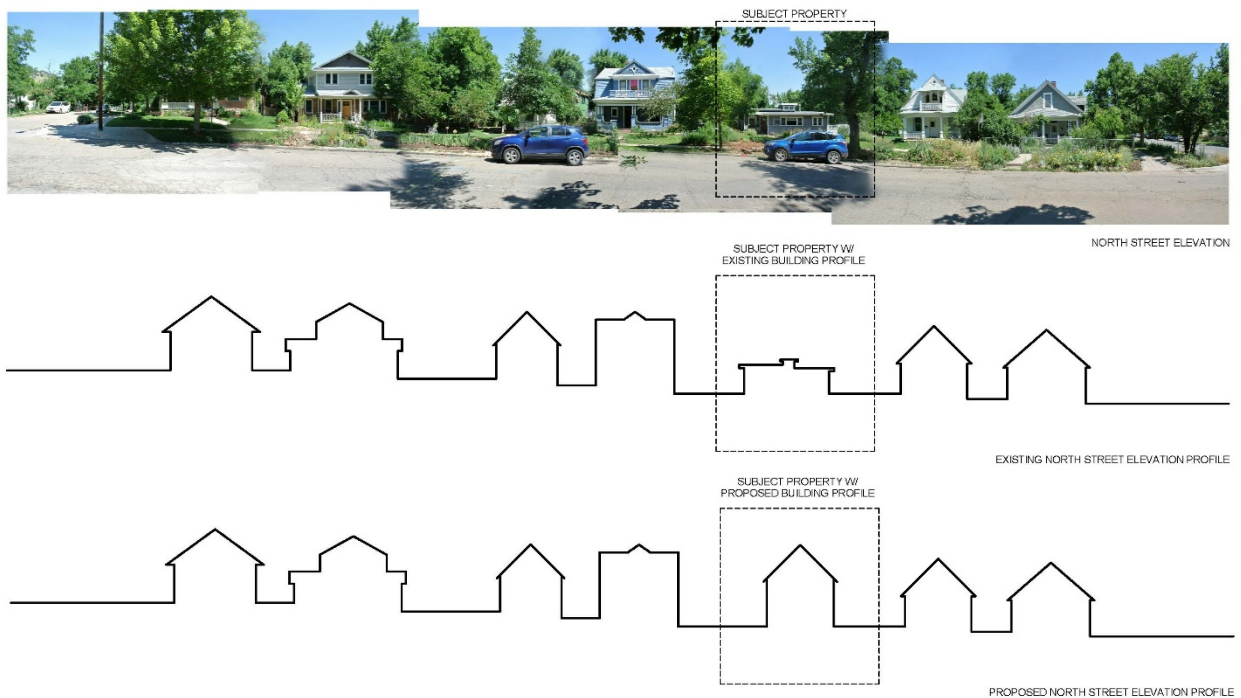 SUBJECT PROPERTY
NORTH STREET ELEVATION
SUBJECT PROPERTY W/
EXISTING BUILDING PROFILE
EXISTING NORTH STREET ELEVATION PROFILE
SUBJECT PROPERTY W/
PROPOSED BUILDING PROFILE
PROPOSED NORTH STREET ELEVATION PROFILE